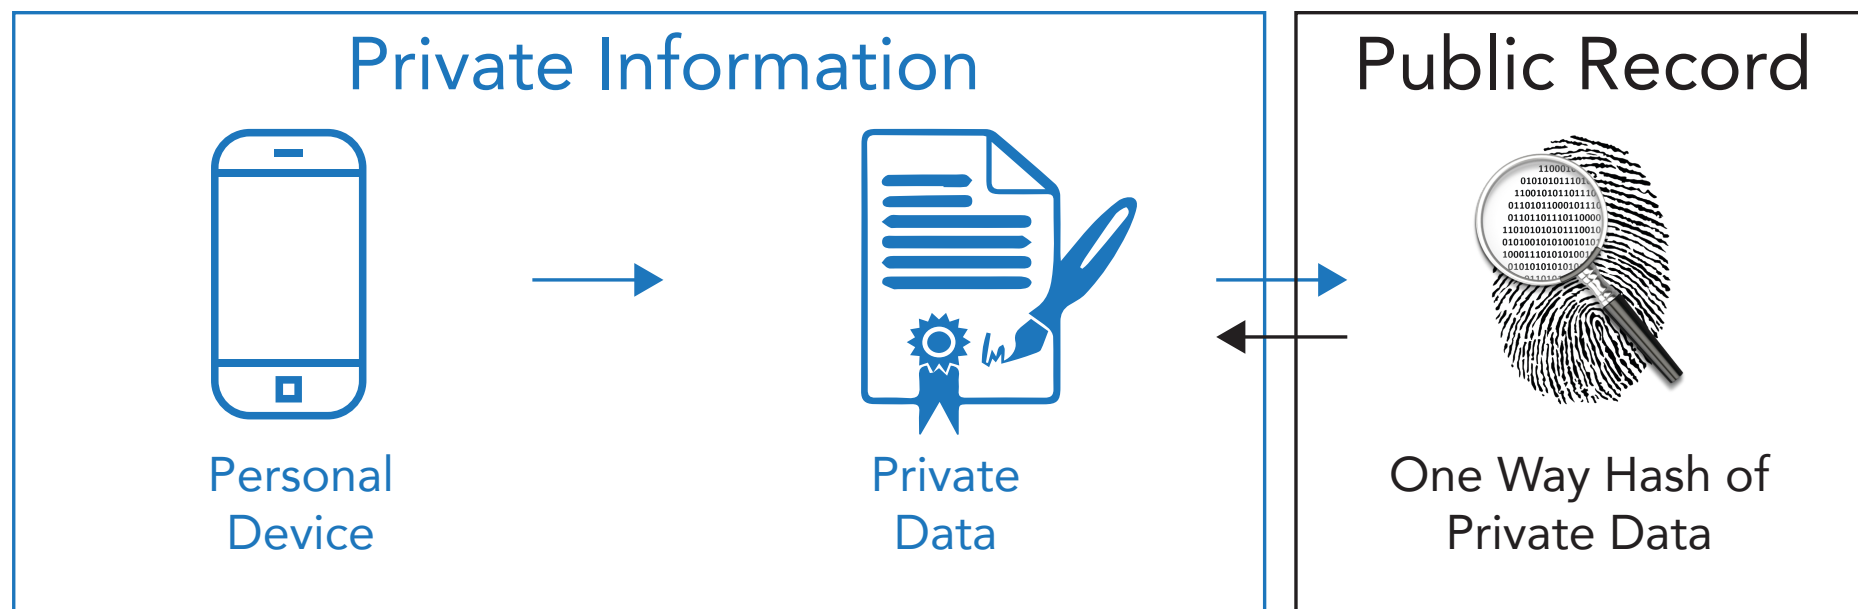 Private Information
Public Record
Personal
Device
Private
Data
One Way Hash of
Private Data